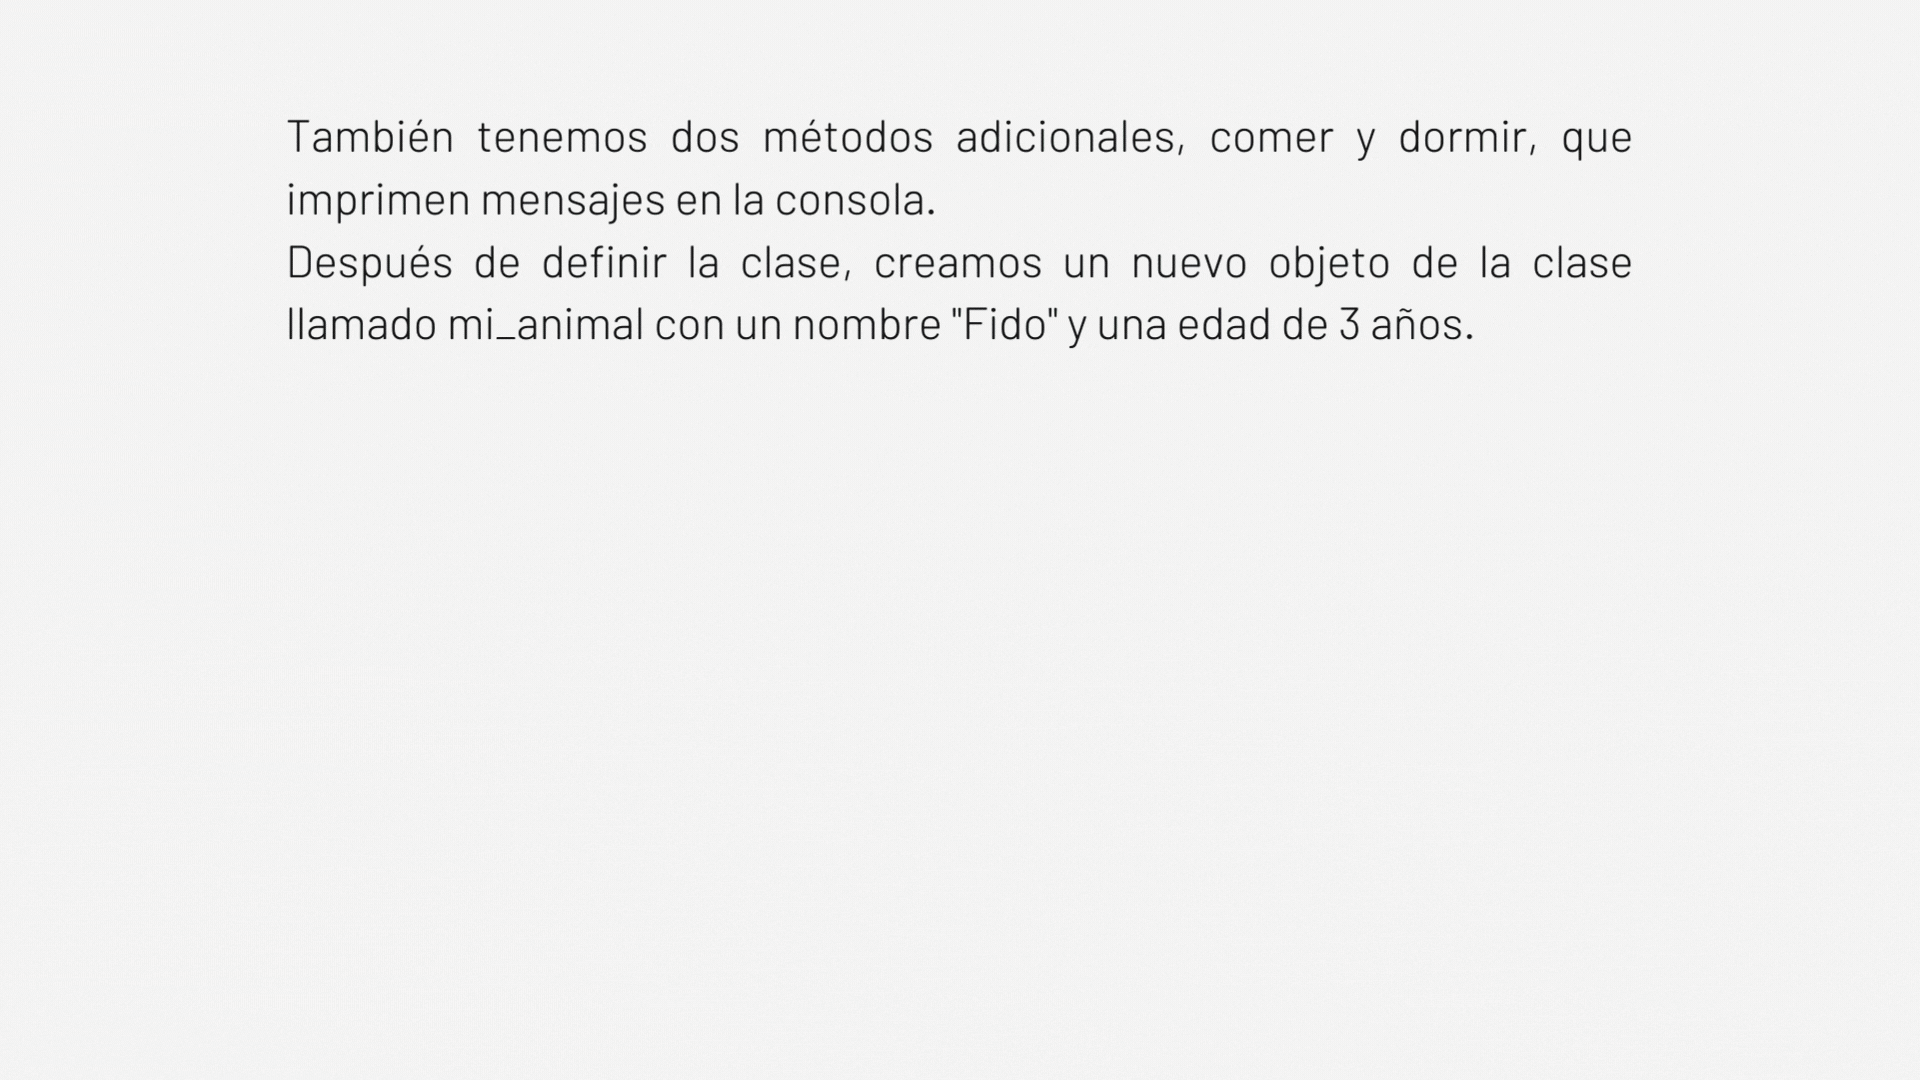 También tenemos dos métodos adicionales, comer y dormir, que
imprimen mensajes en la consola.
Después de definir la clase, creamos un nuevo objeto de la clase
llamado mi_animal con un nombre "Fido" y una edad de 3 años.